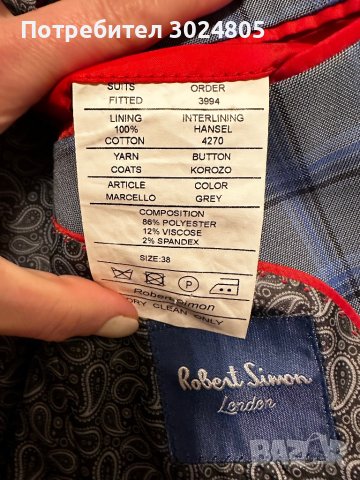 Потребител 3024805
SUITS ORDER
FITTED 3994
LINING INTERLINING
100% HANSEL
COTTON 4270
YARN BUTTON
COATS KOROZO
ARTICLE COLOR
MARCELLO GREY
COMPOSITION
86% POLYESTER
12% VISCOSE
2% SPANDEX
SIZE:38
P
Robert Simon
DRY CLEAN ONLY
Robert Simon
London
BAZAR